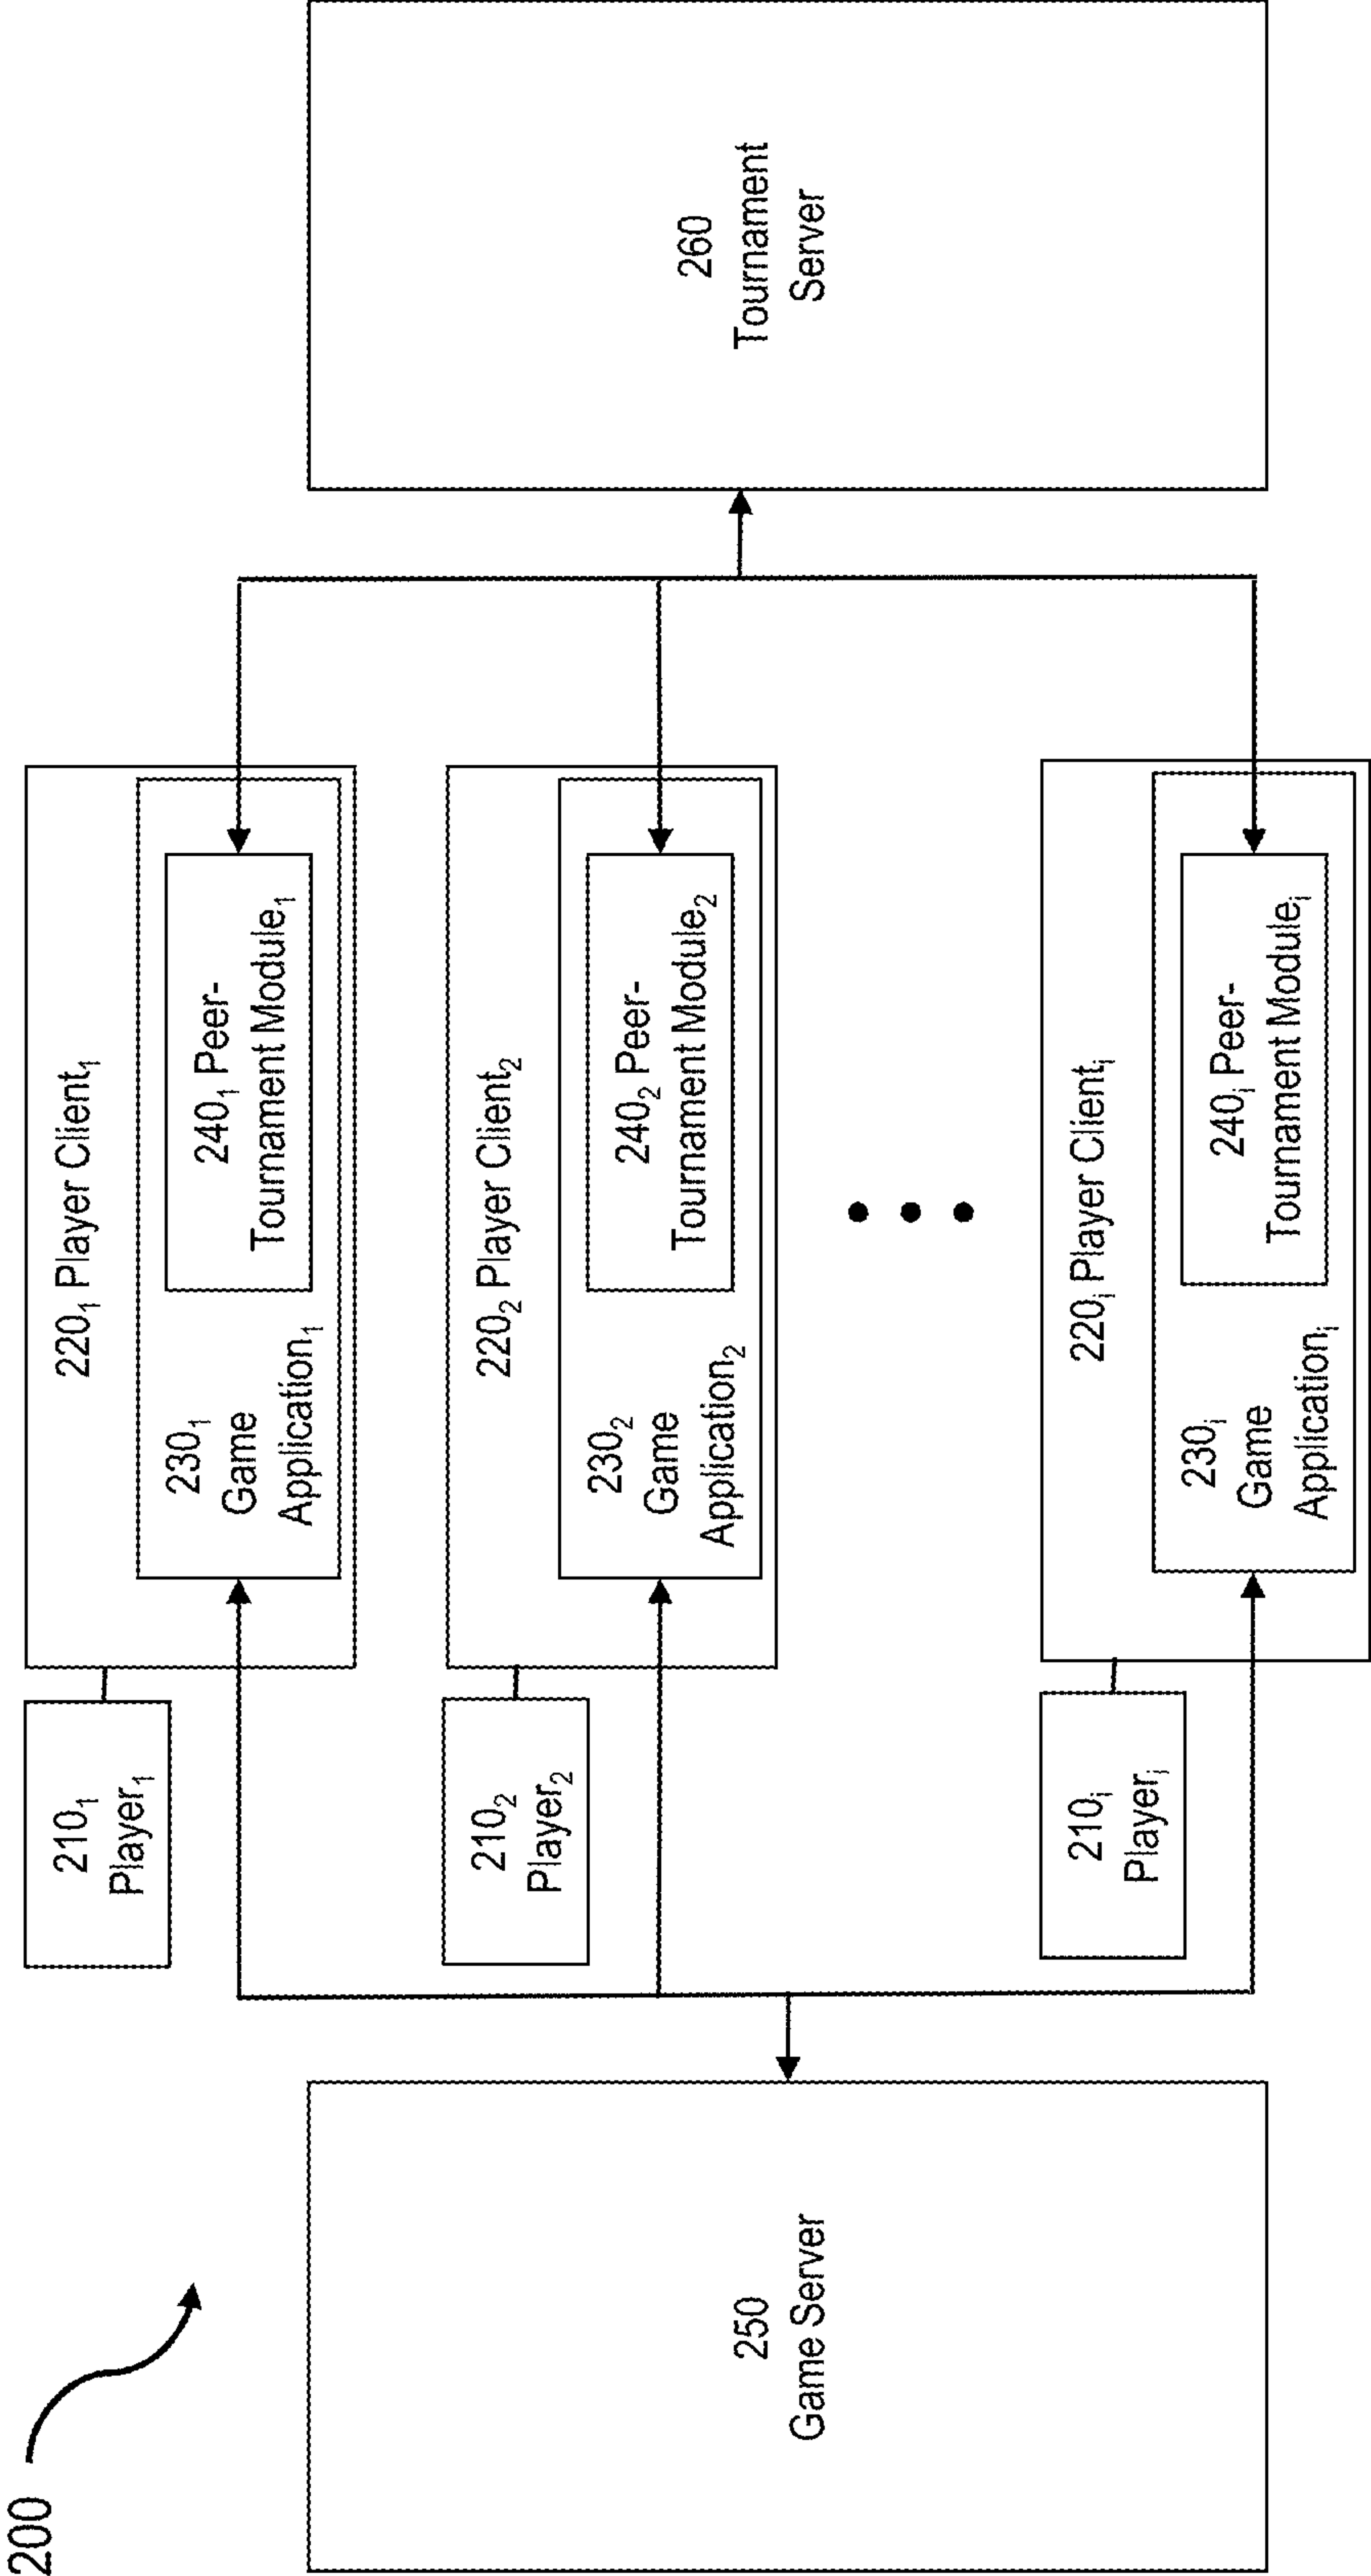 200
210₁
Player₁
220₁ Player Client₁
230₁
Game
Application₁
240₁ Peer-
Tournament Module₁
210₂
Player₂
220₂ Player Client₂
230₂
Game
Application₂
240₂ Peer-
Tournament Module₂
210ᵢ
Playerᵢ
220ᵢ Player Clientᵢ
230ᵢ
Game
Applicationᵢ
240ᵢ Peer-
Tournament Moduleᵢ
250
Game Server
260
Tournament
Server